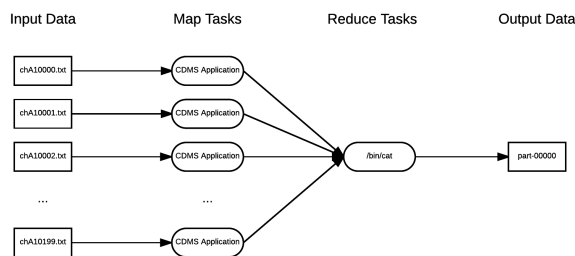 Input Data Map Tasks Reduce Tasks Output Data
chA10000.txt CDMS Application
chA10001.txt CDMS Application
chA10002.txt CDMS Application /bin/cat part-00000
... ...
chA10199.txt CDMS Application